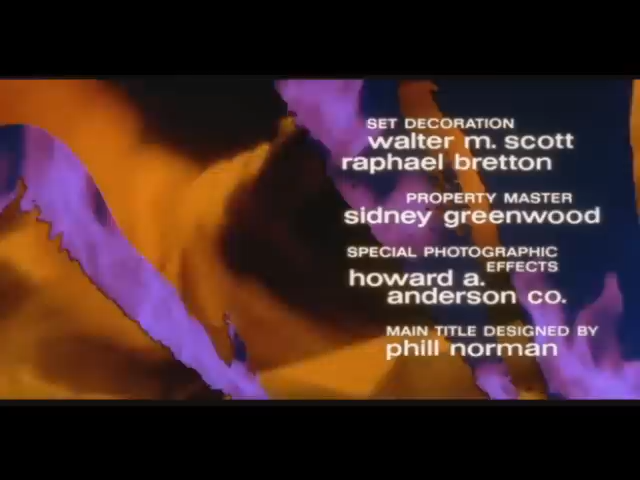 SET DECORATION
walter m. scott
raphael bretton
PROPERTY MASTER
sidney greenwood
SPECIAL PHOTOGRAPHIC
EFFECTS
howard a.
anderson co.
MAIN TITLE DESIGNED BY
phill norman